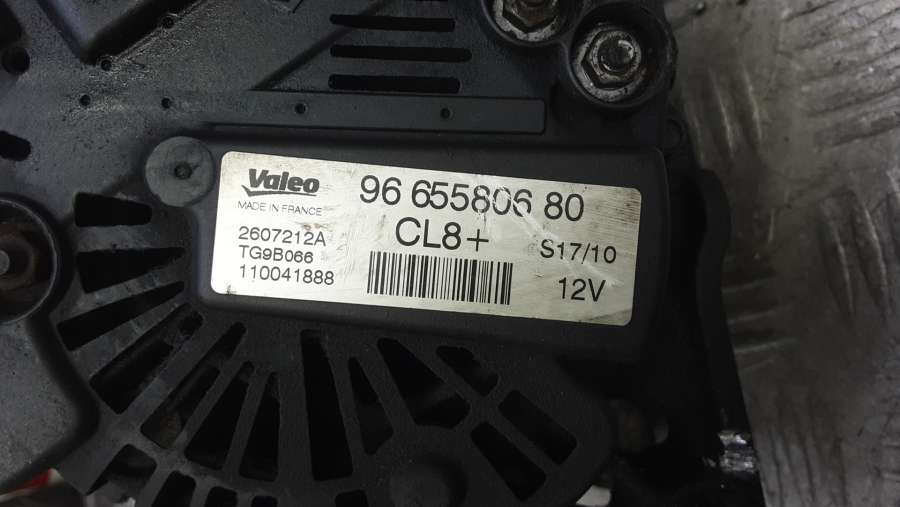 Valeo
MADE IN FRANCE
96 655806 80
CL8+
2607212A
TG9B066
110041888
S17/10
12V